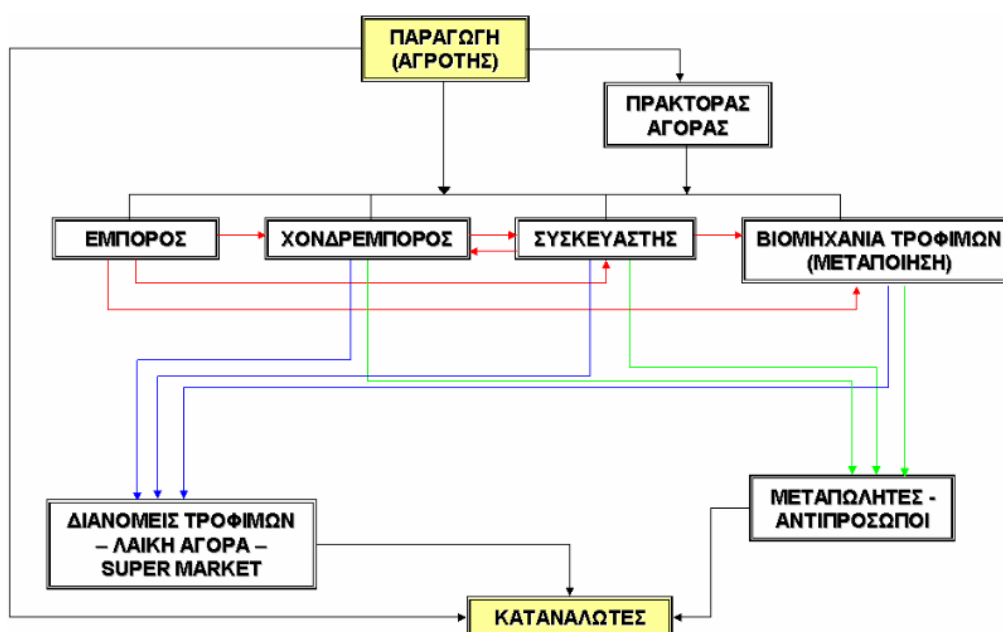 ΠΑΡΑΓΩΓΗ
(ΑΓΡΟΤΗΣ)
ΠΡΑΚΤΟΡΑΣ
ΑΓΟΡΑΣ
ΕΜΠΟΡΟΣ
ΧΟΝΔΡΕΜΠΟΡΟΣ
ΣΥΣΚΕΥΑΣΤΗΣ
ΒΙΟΜΗΧΑΝΙΑ ΤΡΟΦΙΜΩΝ
(ΜΕΤΑΠΟΙΗΣΗ)
ΔΙΑΝΟΜΕΙΣ ΤΡΟΦΙΜΩΝ
– ΛΑΙΚΗ ΑΓΟΡΑ –
SUPER MARKET
ΜΕΤΑΠΩΛΗΤΕΣ -
ΑΝΤΙΠΡΟΣΩΠΟΙ
ΚΑΤΑΝΑΛΩΤΕΣ